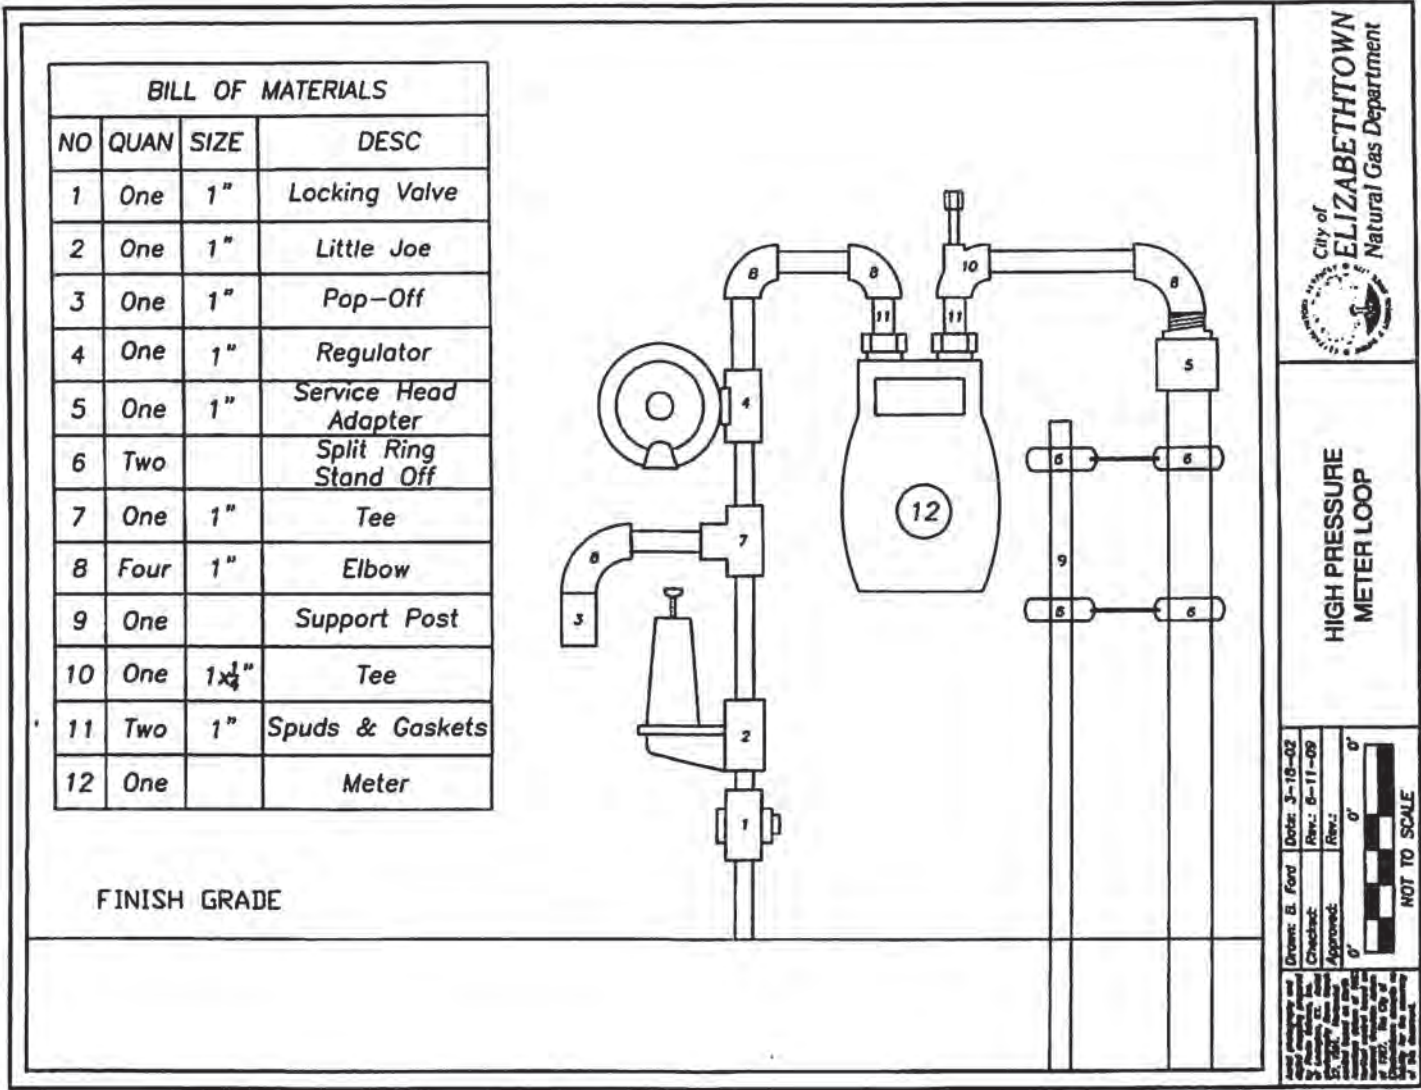 BILL OF MATERIALS
NO QUAN SIZE DESC
1 One 1" Locking Valve
2 One 1" Little Joe
3 One 1" Pop-Off
4 One 1" Regulator
5 One 1" Service Head
Adapter
6 Two Split Ring
Stand Off
7 One 1" Tee
8 Four 1" Elbow
9 One Support Post
10 One 1x1/4" Tee
11 Two 1" Spuds & Gaskets
12 One Meter
FINISH GRADE
8
8
10
8
11
11
5
4
6
6
12
7
8
9
3
6
6
2
1
City of
ELIZABETHTOWN
Natural Gas Department
HIGH PRESSURE
METER LOOP
Drawn: B. Ford Date: 3-18-02
Checked: Rev.: 6-11-09
Approved: Rev.:
0' 0' 0'
NOT TO SCALE